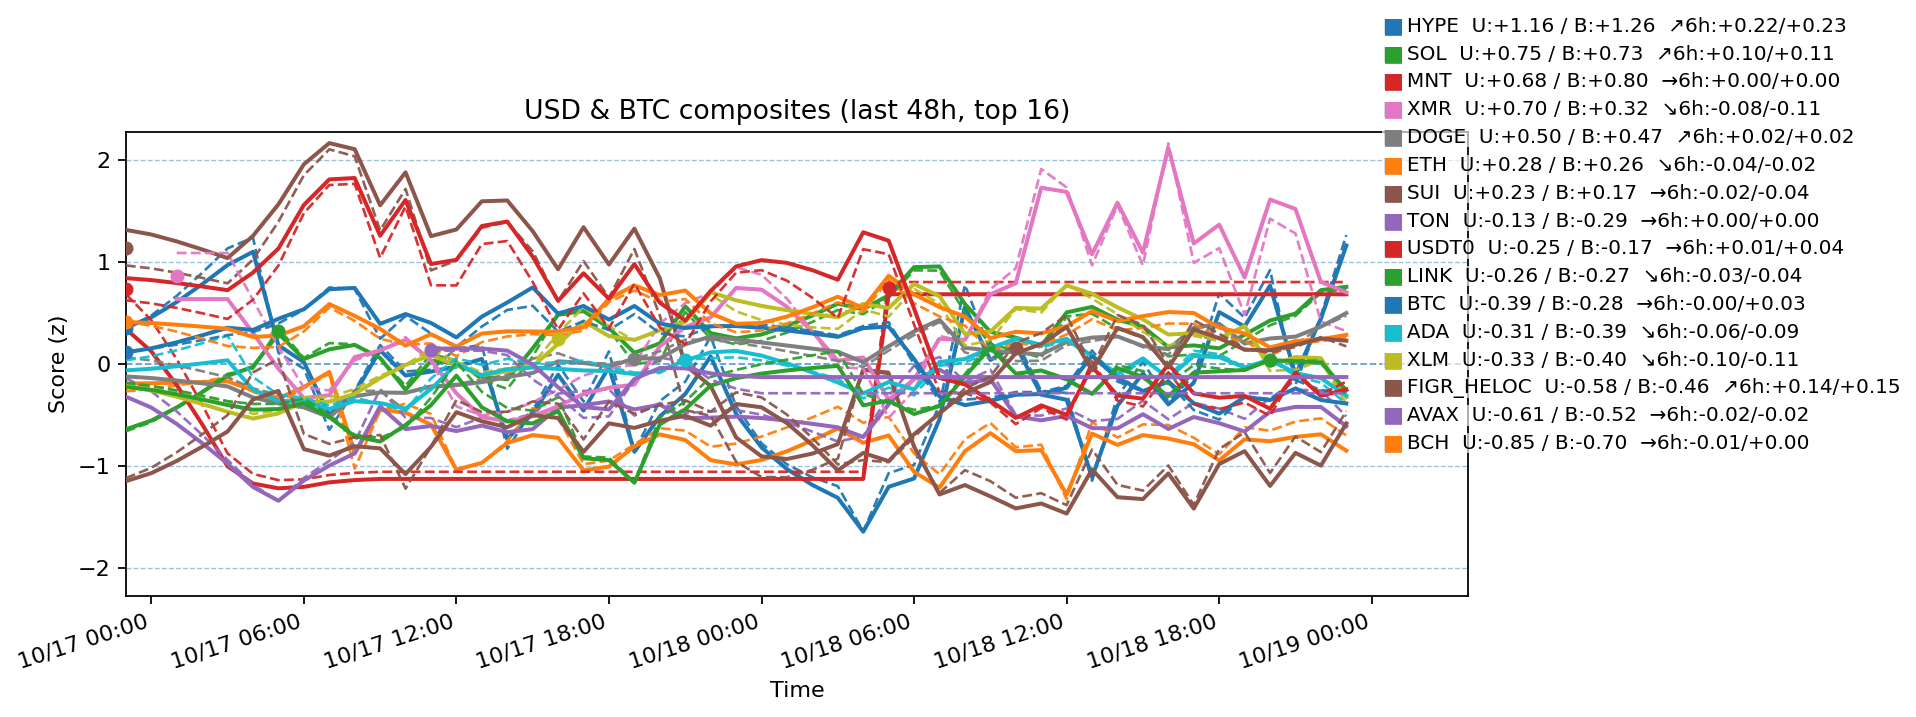 USD & BTC composites (last 48h, top 16)
HYPE U:+1.16 / B:+1.26 ↗6h:+0.22/+0.23
SOL U:+0.75 / B:+0.73 ↗6h:+0.10/+0.11
MNT U:+0.68 / B:+0.80 →6h:+0.00/+0.00
XMR U:+0.70 / B:+0.32 ↘6h:-0.08/-0.11
DOGE U:+0.50 / B:+0.47 ↗6h:+0.02/+0.02
ETH U:+0.28 / B:+0.26 ↘6h:-0.04/-0.02
SUI U:+0.23 / B:+0.17 →6h:-0.02/-0.04
TON U:-0.13 / B:-0.29 →6h:+0.00/+0.00
USDT0 U:-0.25 / B:-0.17 →6h:+0.01/+0.04
LINK U:-0.26 / B:-0.27 ↘6h:-0.03/-0.04
BTC U:-0.39 / B:-0.28 →6h:-0.00/+0.03
ADA U:-0.31 / B:-0.39 ↘6h:-0.06/-0.09
XLM U:-0.33 / B:-0.40 ↘6h:-0.10/-0.11
FIGR_HELOC U:-0.58 / B:-0.46 ↗6h:+0.14/+0.15
AVAX U:-0.61 / B:-0.52 →6h:-0.02/-0.02
BCH U:-0.85 / B:-0.70 →6h:-0.01/+0.00
Score (z)
2
1
0
−1
−2
10/17 00:00
10/17 06:00
10/17 12:00
10/17 18:00
10/18 00:00
10/18 06:00
10/18 12:00
10/18 18:00
10/19 00:00
Time